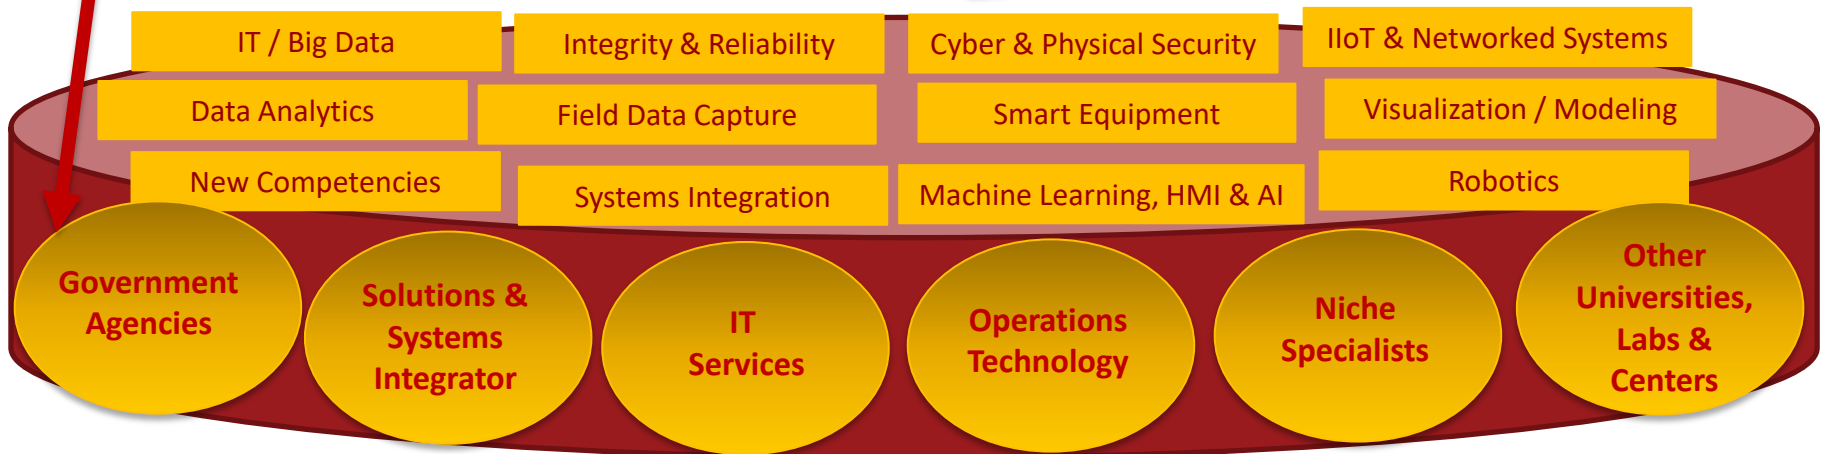 IT / Big Data
Integrity & Reliability
Cyber & Physical Security
IIoT & Networked Systems
Data Analytics
Field Data Capture
Smart Equipment
Visualization / Modeling
New Competencies
Systems Integration
Machine Learning, HMI & AI
Robotics
Government
Agencies
Solutions &
Systems
Integrator
IT
Services
Operations
Technology
Niche
Specialists
Other
Universities,
Labs &
Centers